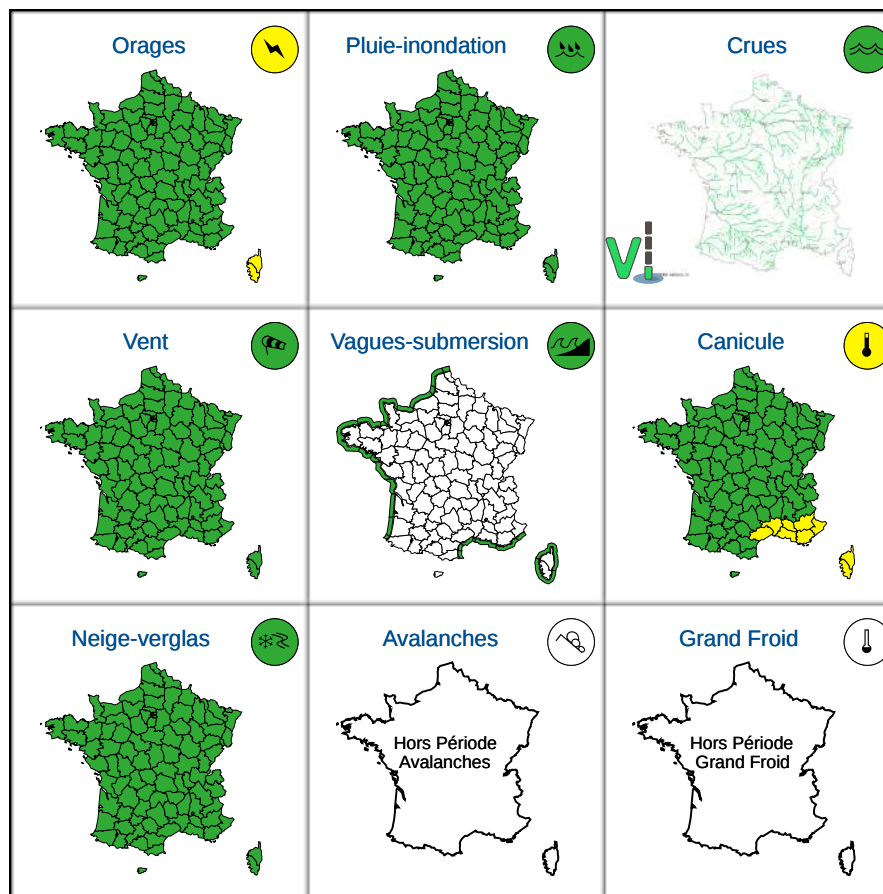 Orages
Pluie-inondation
Crues
Vent
Vagues-submersion
Canicule
Neige-verglas
Avalanches
Grand Froid
Hors Période
Avalanches
Hors Période
Grand Froid